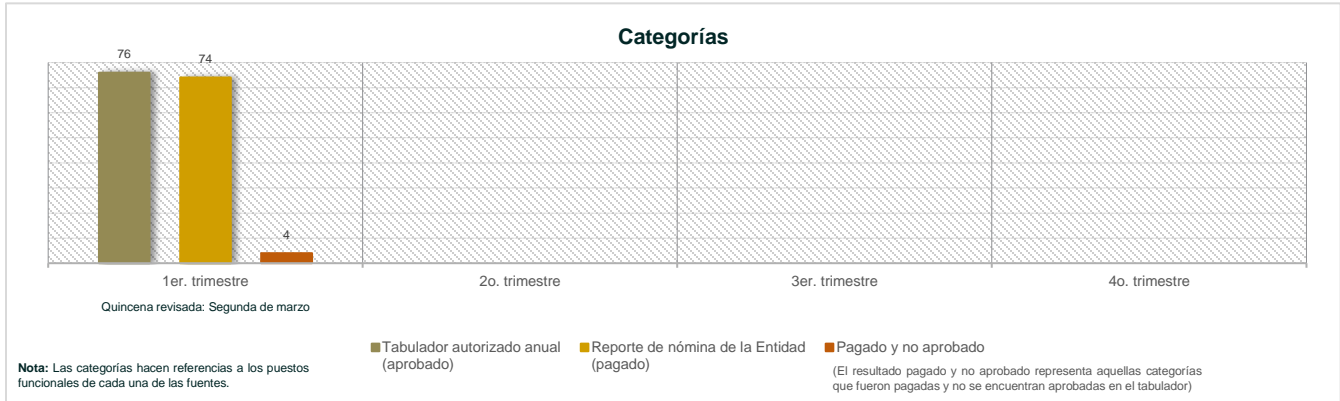 Categorías
76
74
4
1er. trimestre
2o. trimestre
3er. trimestre
4o. trimestre
Quincena revisada: Segunda de marzo
Tabulador autorizado anual
(aprobado)
Reporte de nómina de la Entidad
(pagado)
Pagado y no aprobado
(El resultado pagado y no aprobado representa aquellas categorías
que fueron pagadas y no se encuentran aprobadas en el tabulador)
Nota: Las categorías hacen referencias a los puestos
funcionales de cada una de las fuentes.